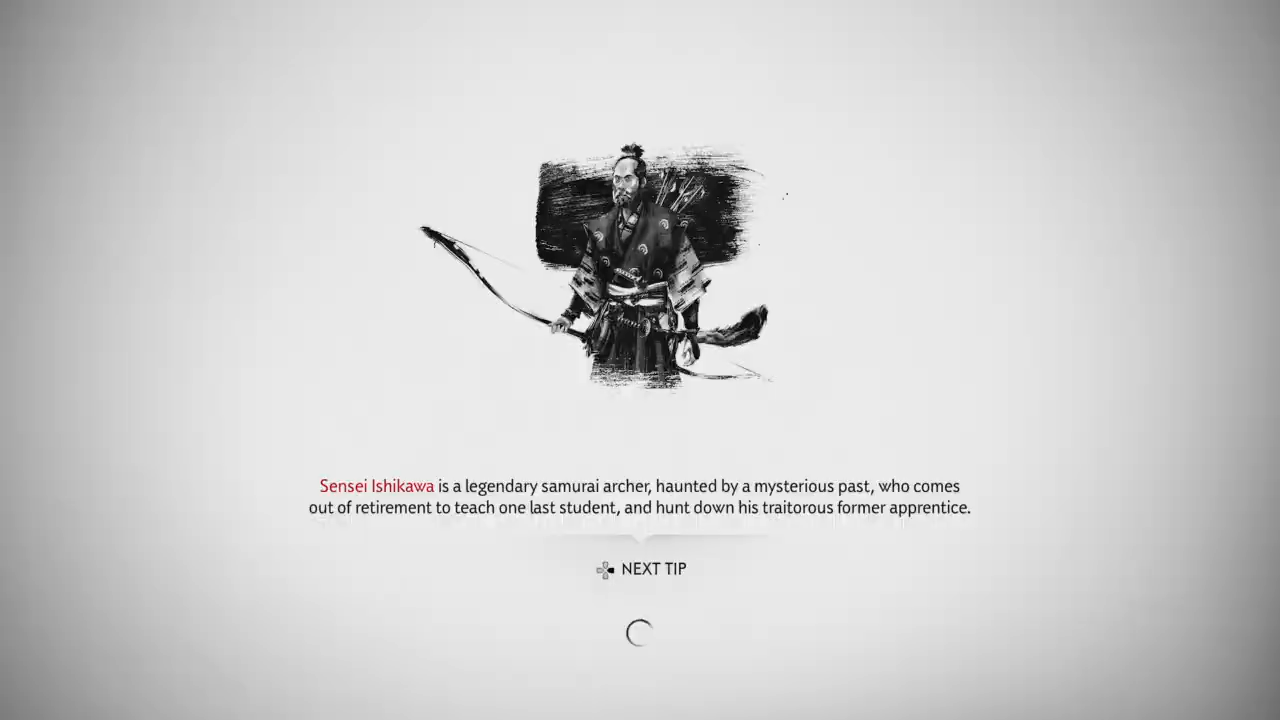 Sensei Ishikawa is a legendary samurai archer, haunted by a mysterious past, who comes
out of retirement to teach one last student, and hunt down his traitorous former apprentice.
NEXT TIP